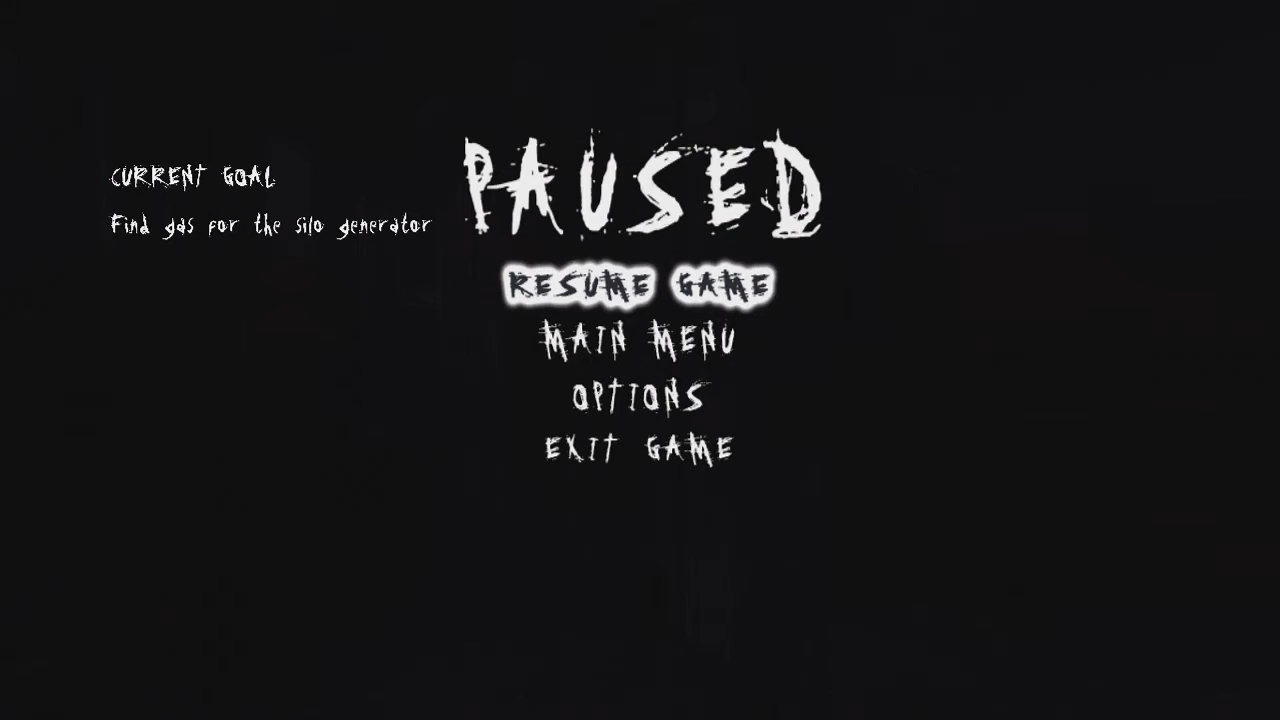 PAUSED
CURRENT GOAL
Find gas for the silo generator
RESUME GAME
MAIN MENU
OPTIONS
EXIT GAME